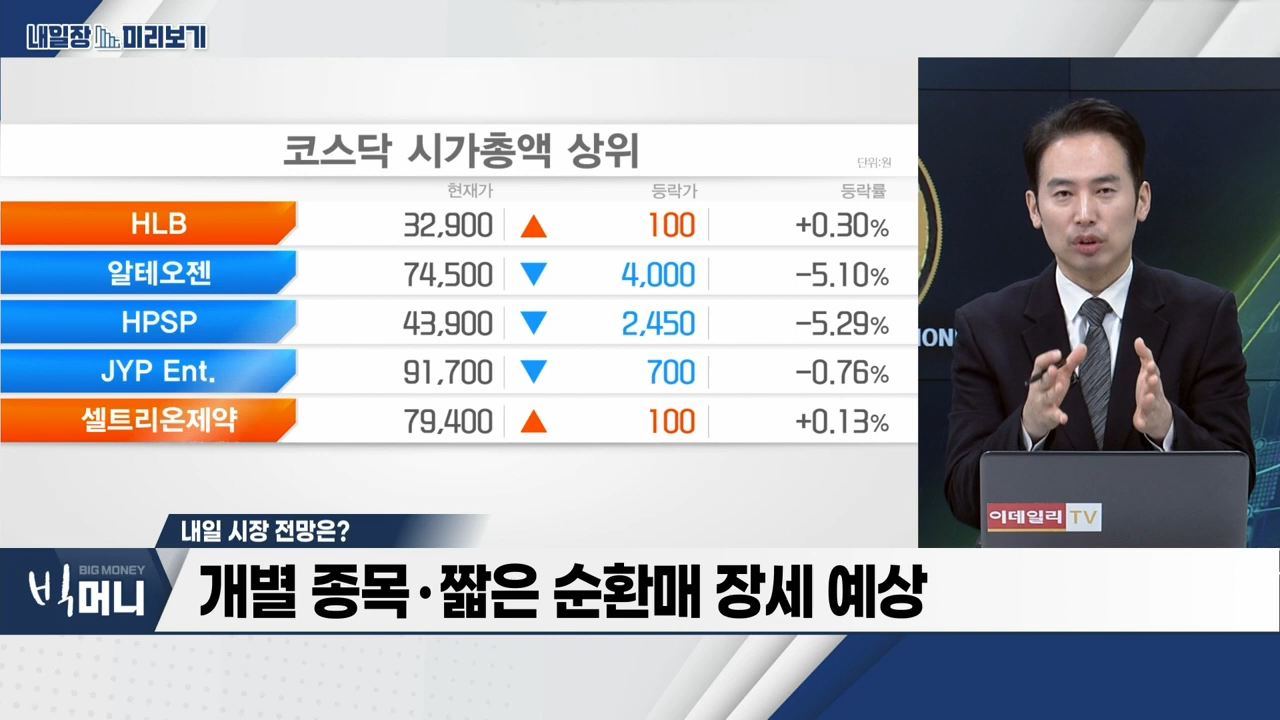 내일장 미리보기
코스닥 시가총액 상위
단위:원
현재가 등락가 등락률
HLB 32,900 ▲ 100 +0.30%
알테오젠 74,500 ▼ 4,000 -5.10%
HPSP 43,900 ▼ 2,450 -5.29%
JYP Ent. 91,700 ▼ 700 -0.76%
셀트리온제약 79,400 ▲ 100 +0.13%
ION
이데일리 TV
내일 시장 전망은?
BIG MONEY
빅머니
개별 종목·짧은 순환매 장세 예상